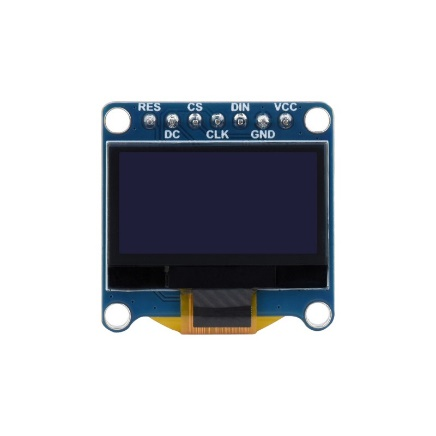 RES CS DIN VCC
DC CLK GND